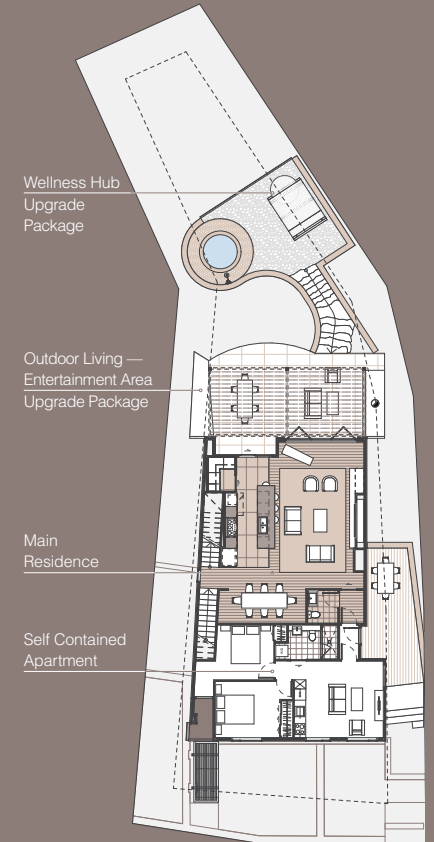 Wellness Hub
Upgrade
Package
Outdoor Living —
Entertainment Area
Upgrade Package
Main
Residence
Self Contained
Apartment